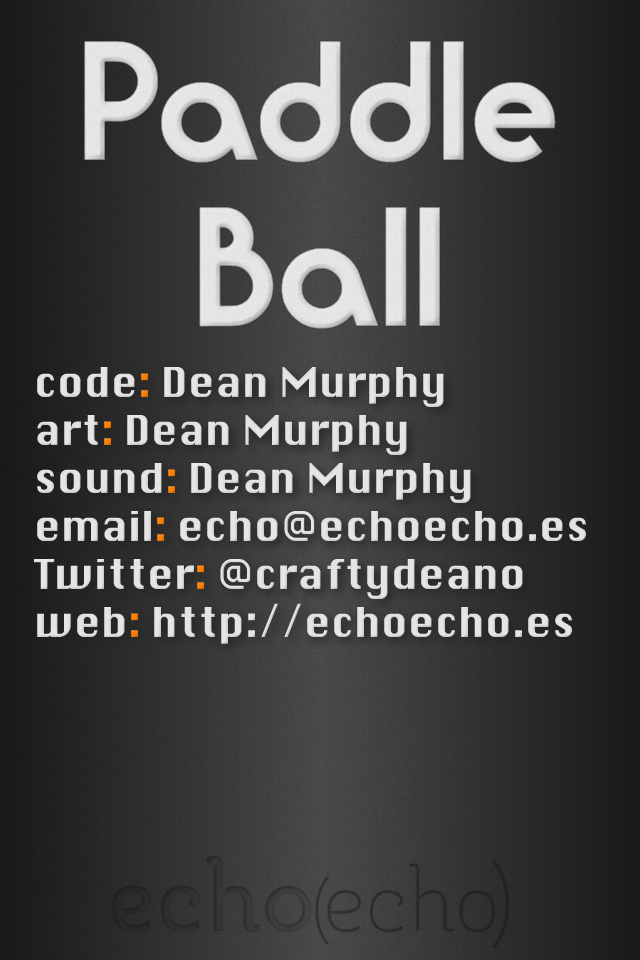 Paddle
Ball
code: Dean Murphy
art: Dean Murphy
sound: Dean Murphy
email: echo@echoecho.es
Twitter: @craftydeano
web: http://echoecho.es
echo(echo)